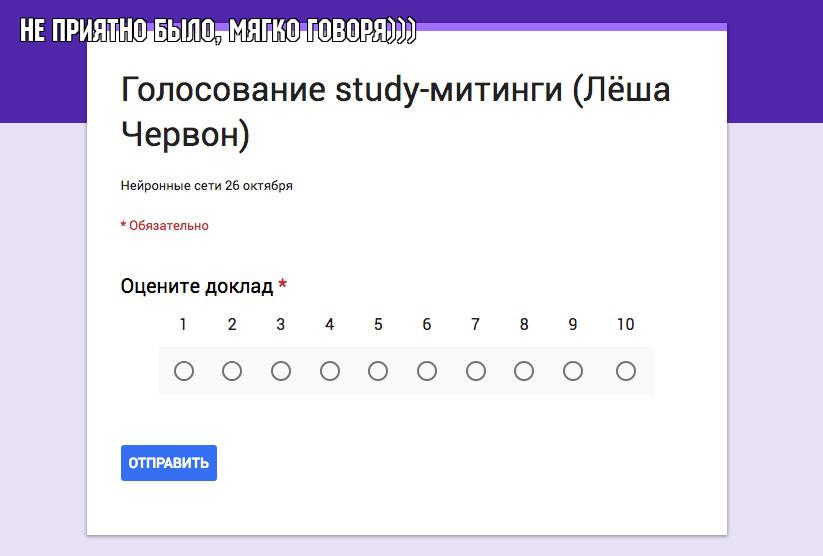 НЕ ПРИЯТНО БЫЛО, МЯГКО ГОВОРЯ)))
Голосование study-митинги (Лёша
Червон)
Нейронные сети 26 октября
* Обязательно
Оцените доклад *
1 2 3 4 5 6 7 8 9 10
ОТПРАВИТЬ